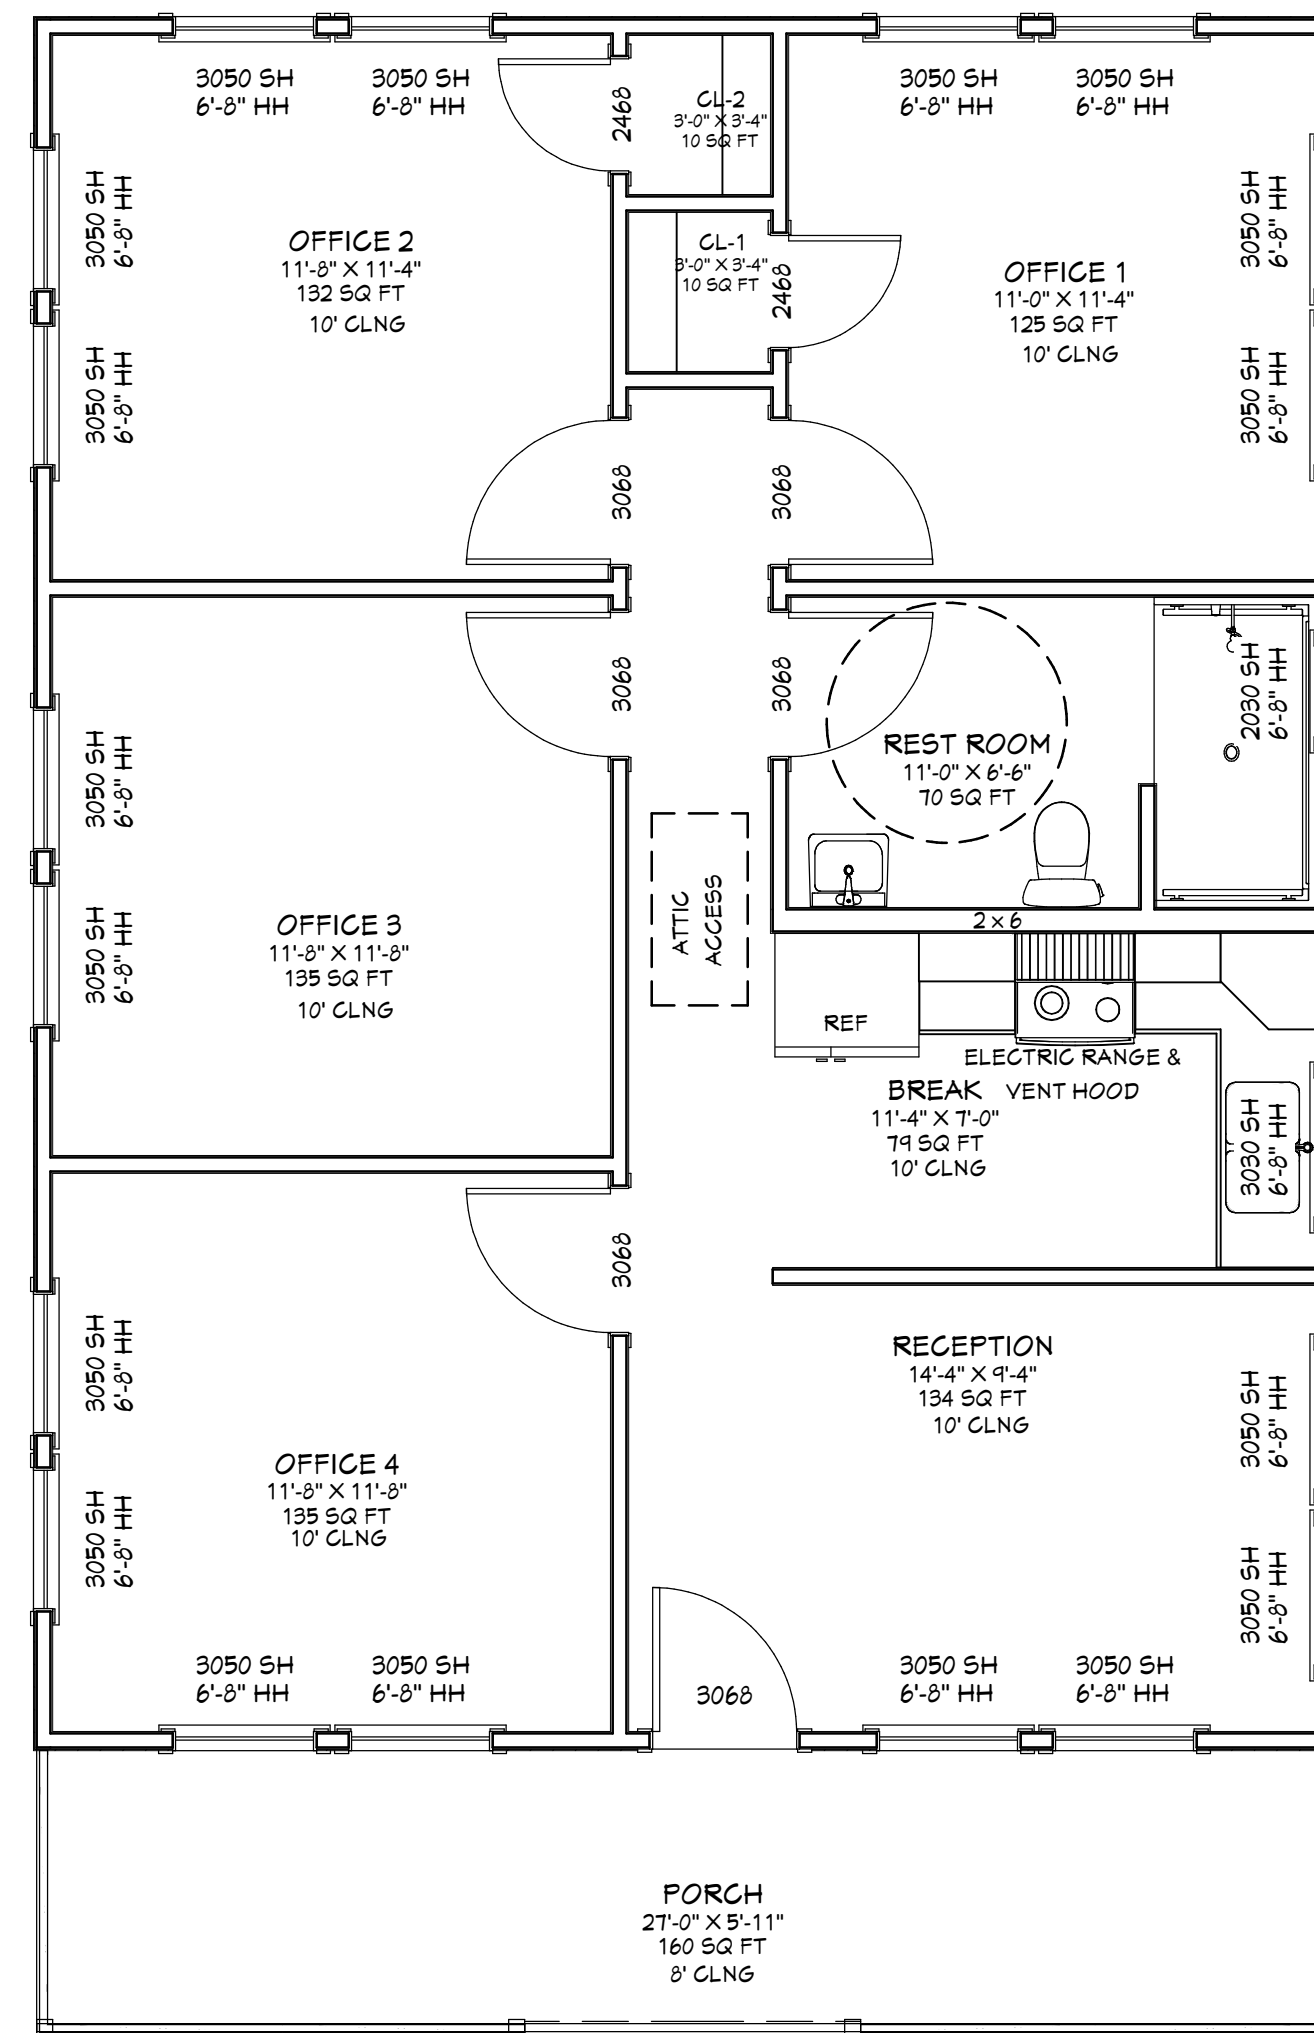 3050 SH
6'-8" HH
3050 SH
6'-8" HH
2468
CL-2
3'-0" X 3'-4"
10 SQ FT
3050 SH
6'-8" HH
3050 SH
6'-8" HH
3050 SH
6'-8" HH
OFFICE 2
11'-8" X 11'-4"
132 SQ FT
10' CLNG
CL-1
3'-0" X 3'-4"
10 SQ FT
2468
OFFICE 1
11'-0" X 11'-4"
125 SQ FT
10' CLNG
3050 SH
6'-8" HH
3050 SH
6'-8" HH
3050 SH
6'-8" HH
3068
3068
3068
3068
REST ROOM
11'-0" X 6'-6"
70 SQ FT
2030 SH
6'-8" HH
3050 SH
6'-8" HH
3050 SH
6'-8" HH
OFFICE 3
11'-8" X 11'-8"
135 SQ FT
10' CLNG
ATTIC
ACCESS
2 x 6
REF
ELECTRIC RANGE &
VENT HOOD
BREAK
11'-4" X 7'-0"
79 SQ FT
10' CLNG
3030 SH
6'-8" HH
3068
3050 SH
6'-8" HH
3050 SH
6'-8" HH
OFFICE 4
11'-8" X 11'-8"
135 SQ FT
10' CLNG
RECEPTION
14'-4" X 9'-4"
134 SQ FT
10' CLNG
3050 SH
6'-8" HH
3050 SH
6'-8" HH
3050 SH
6'-8" HH
3050 SH
6'-8" HH
3068
3050 SH
6'-8" HH
3050 SH
6'-8" HH
PORCH
27'-0" X 5'-11"
160 SQ FT
8' CLNG